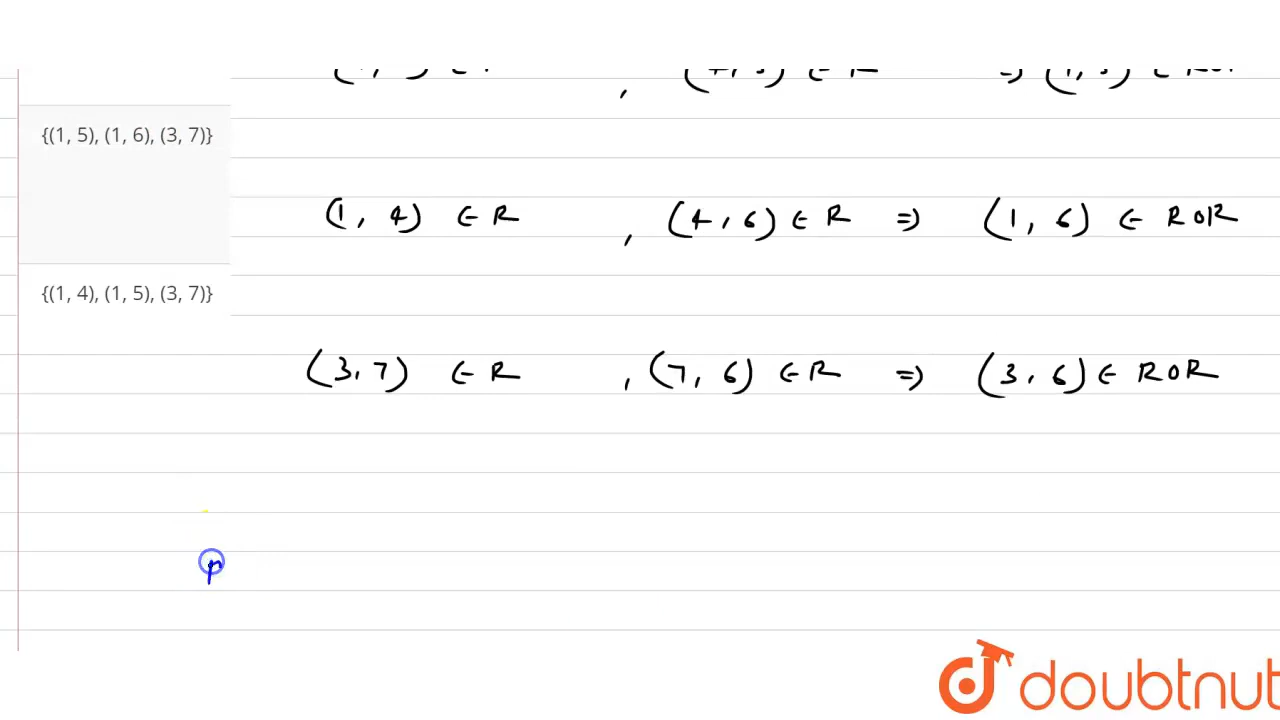 {(1, 5), (1, 6), (3, 7)}
(1, 4) ∈ R , (4, 6) ∈ R ⇒ (1, 6) ∈ ROR
{(1, 4), (1, 5), (3, 7)}
(3, 7) ∈ R , (7, 6) ∈ R ⇒ (3, 6) ∈ ROR
doubtnut